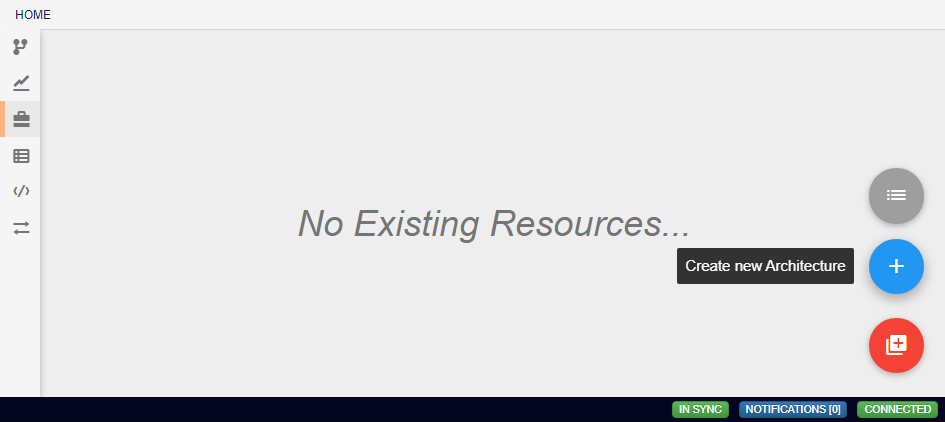 HOME
No Existing Resources...
Create new Architecture
IN SYNC
NOTIFICATIONS [0]
CONNECTED